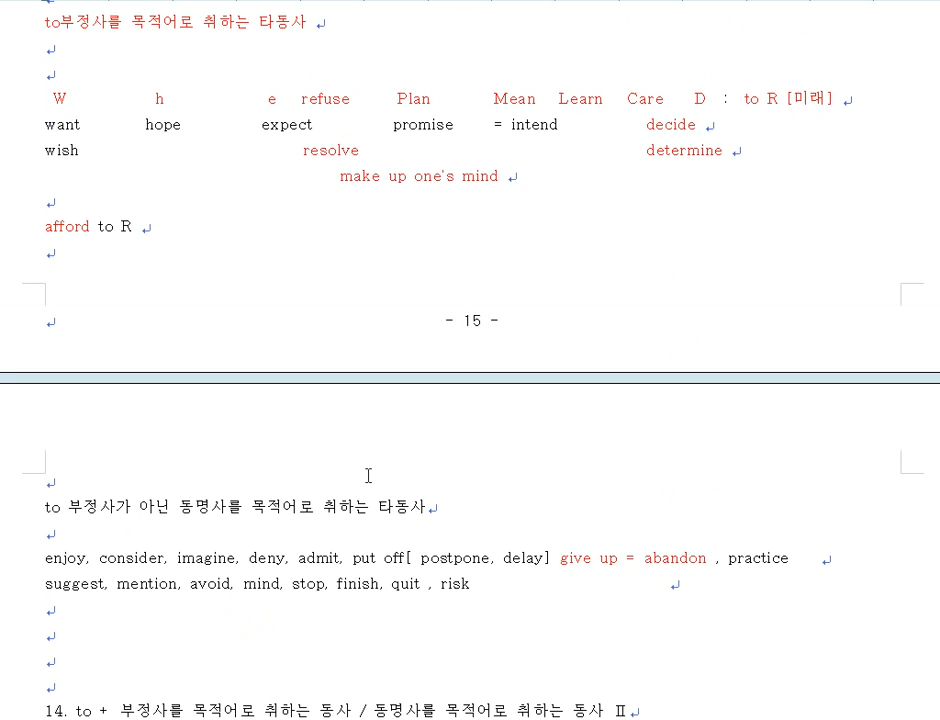 to부정사를 목적어로 취하는 타동사
W h e refuse Plan Mean Learn Care D : to R [미래]
want hope expect promise = intend decide
wish resolve determine
make up one's mind
afford to R
- 15 -
to 부정사가 아닌 동명사를 목적어로 취하는 타동사
enjoy, consider, imagine, deny, admit, put off[ postpone, delay] give up = abandon , practice
suggest, mention, avoid, mind, stop, finish, quit , risk
14. to + 부정사를 목적어로 취하는 동사 / 동명사를 목적어로 취하는 동사 Ⅱ